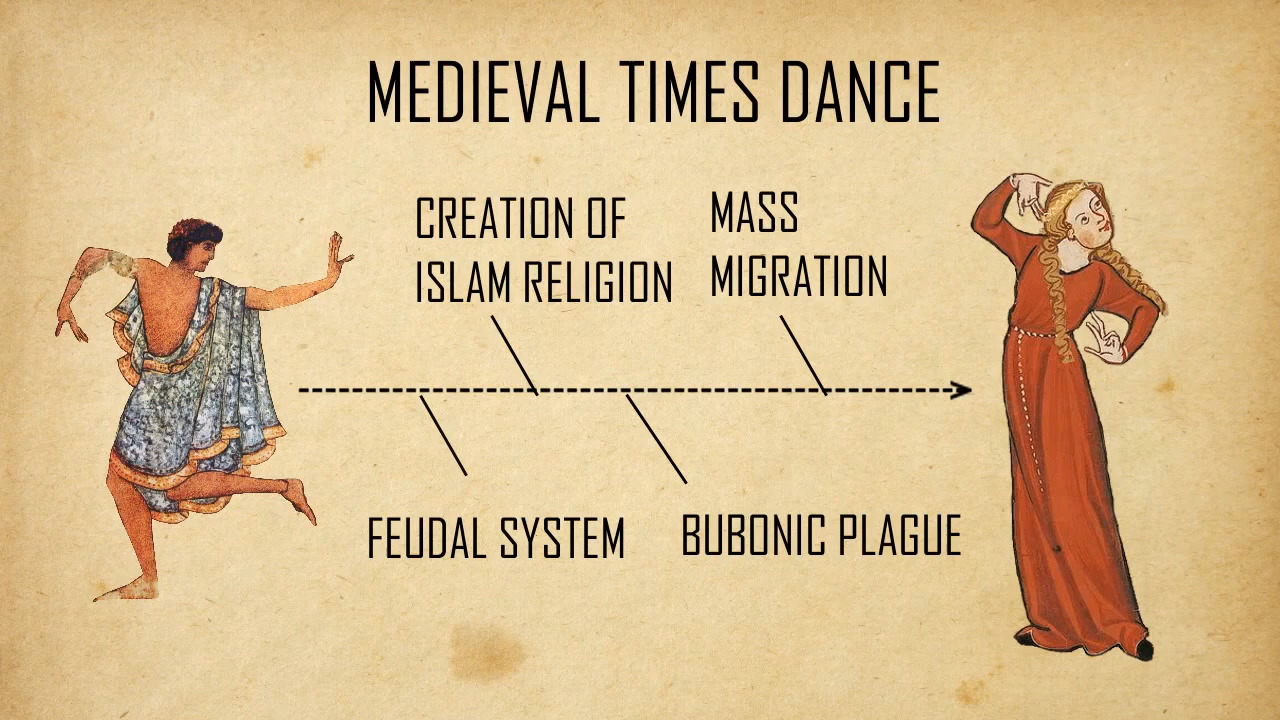 MEDIEVAL TIMES DANCE
CREATION OF
ISLAM RELIGION
MASS
MIGRATION
FEUDAL SYSTEM
BUBONIC PLAGUE